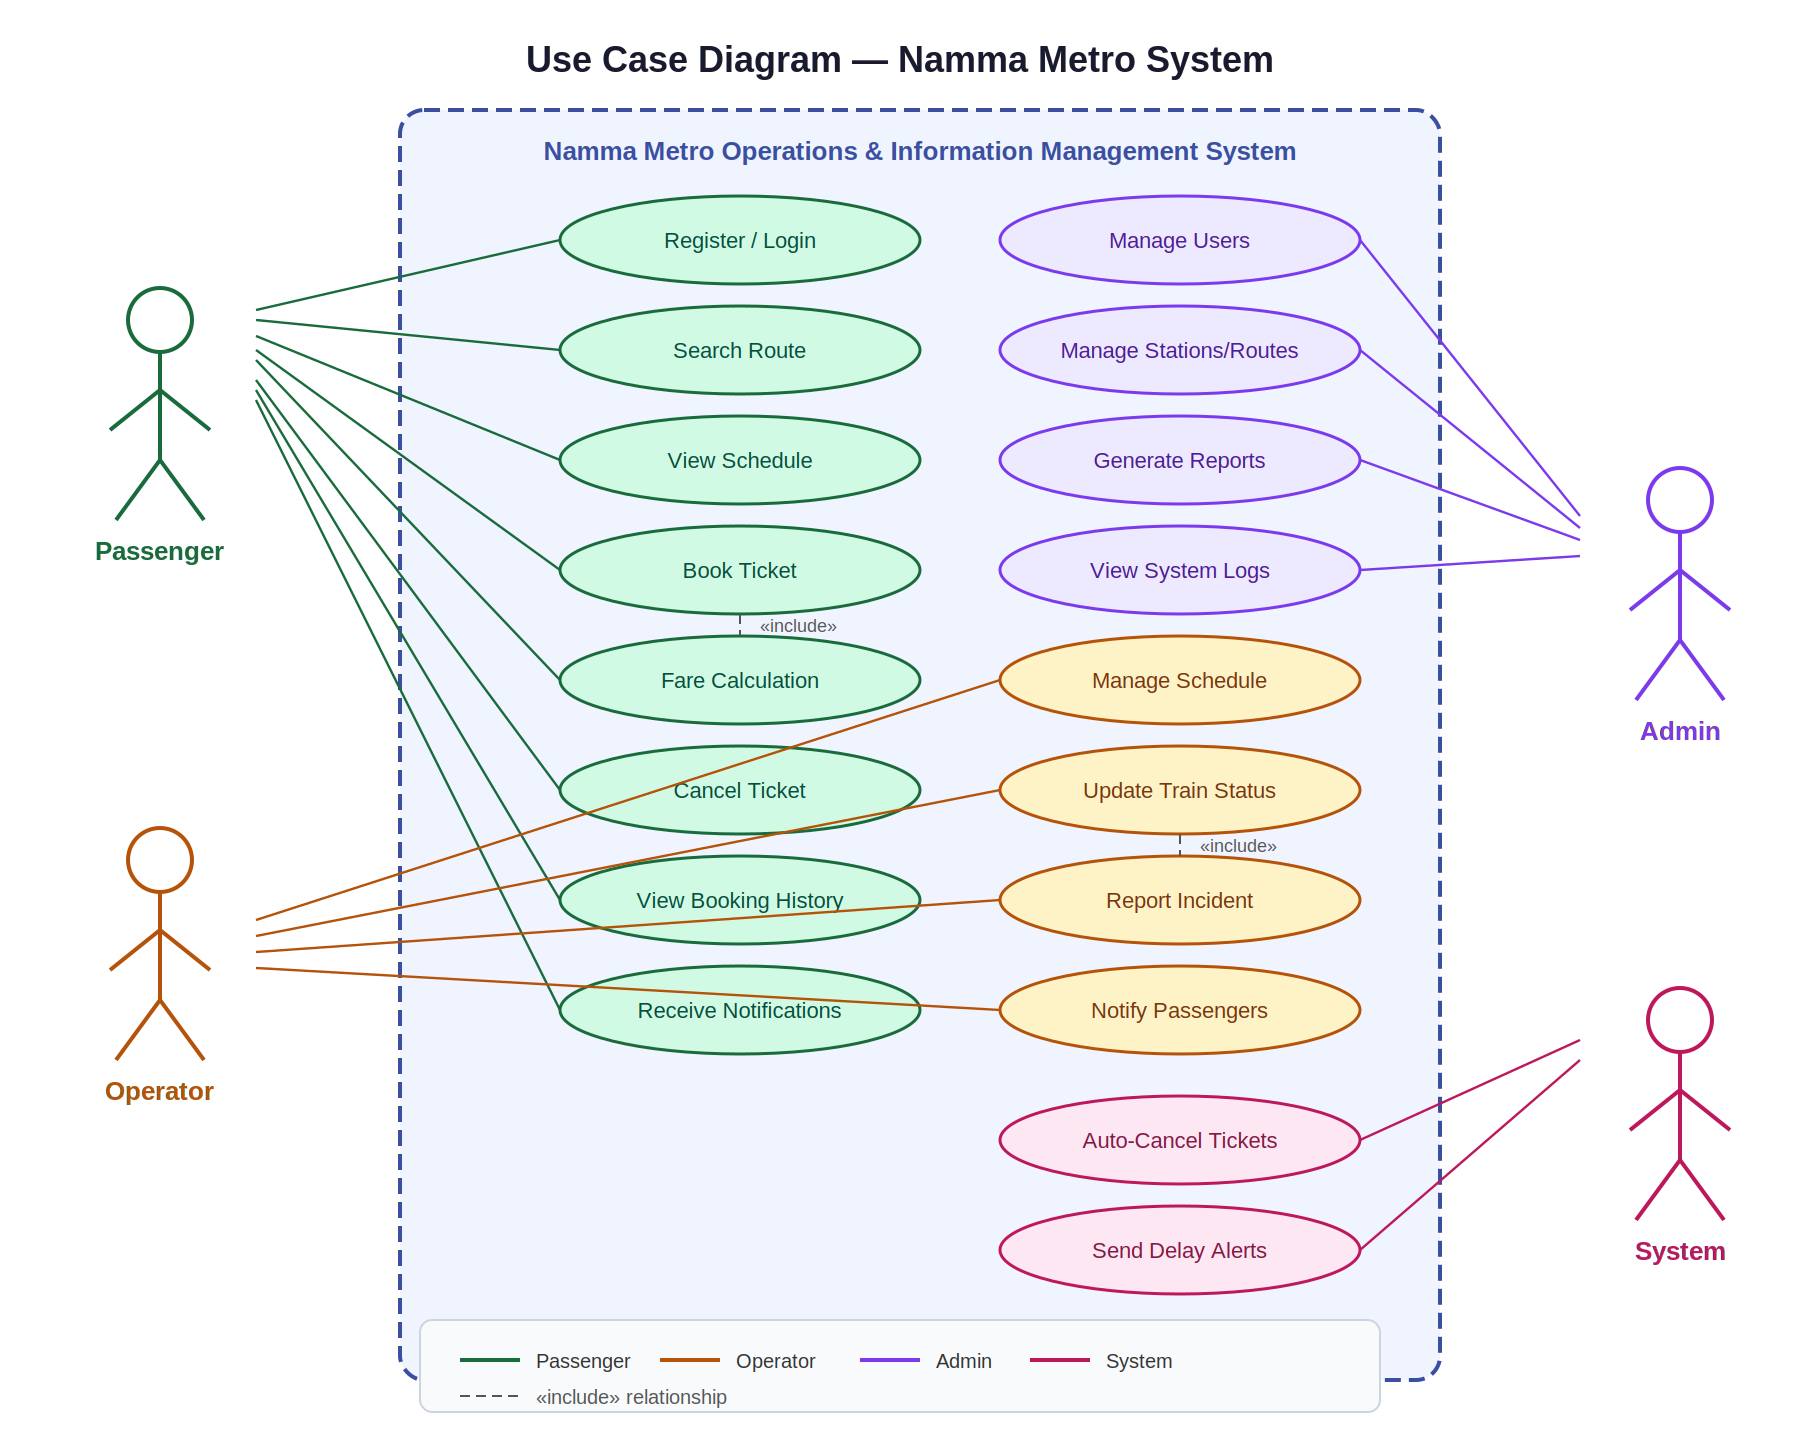 Use Case Diagram — Namma Metro System
Namma Metro Operations & Information Management System
Register / Login
Manage Users
Search Route
Manage Stations/Routes
View Schedule
Generate Reports
Passenger
Book Ticket
View System Logs
«include»
Fare Calculation
Manage Schedule
Admin
Cancel Ticket
Update Train Status
«include»
View Booking History
Report Incident
Receive Notifications
Notify Passengers
Operator
Auto-Cancel Tickets
Send Delay Alerts
System
Passenger Operator Admin System
«include» relationship